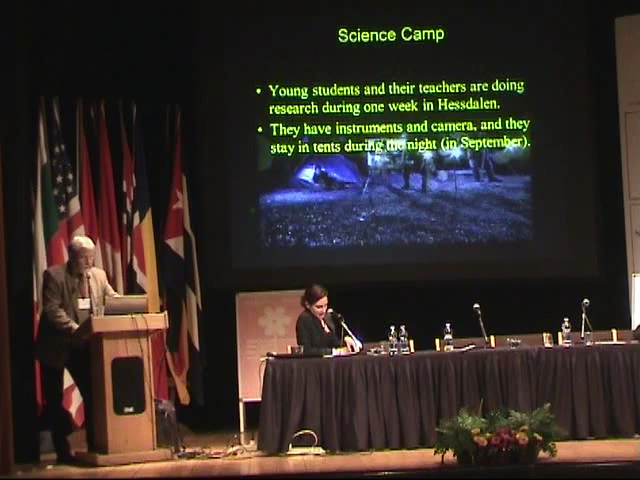 Science Camp
• Young students and their teachers are doing
research during one week in Hessdalen.
• They have instruments and camera, and they
stay in tents during the night (in September).